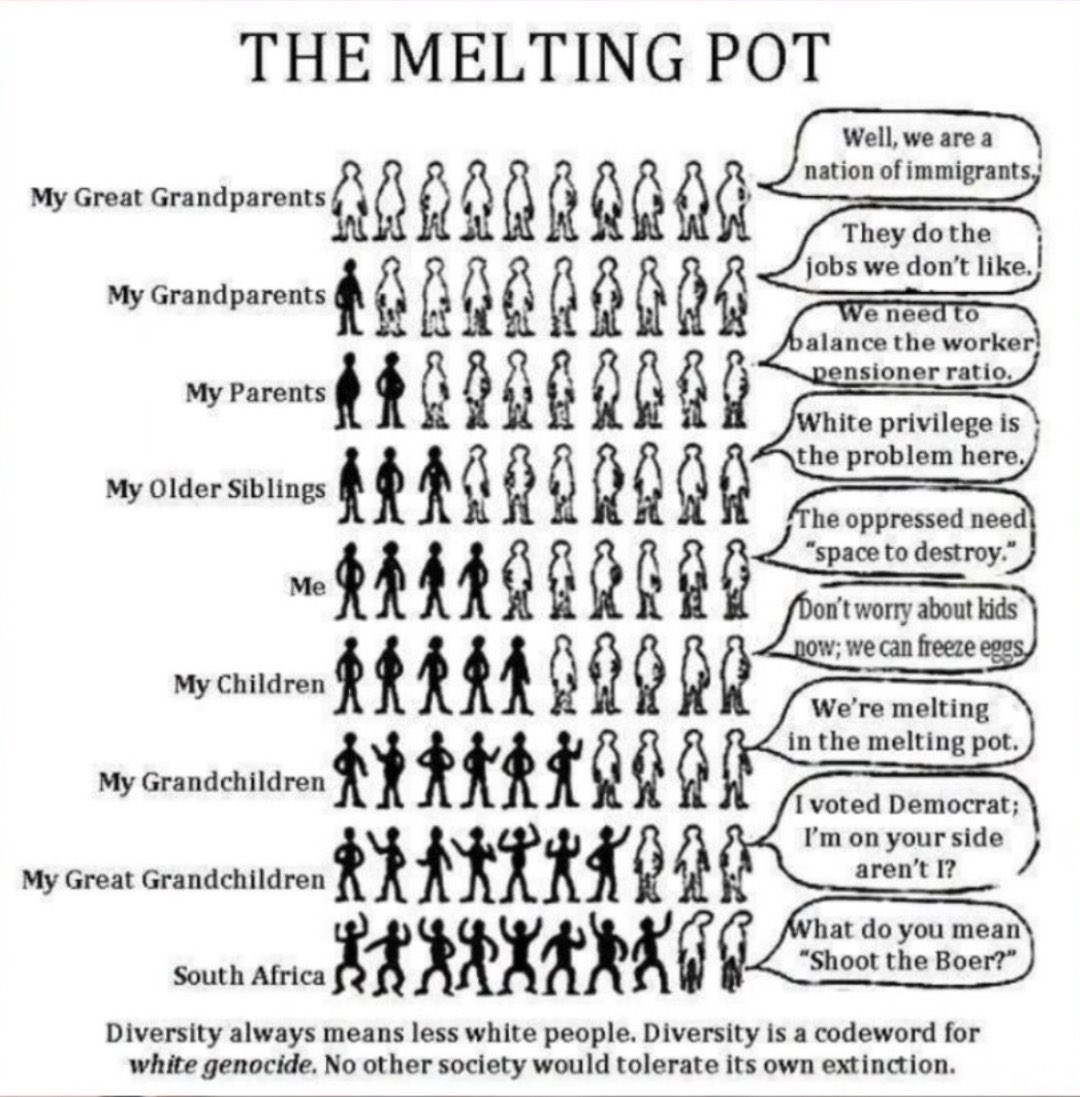 THE MELTING POT
Well, we are a
nation of immigrants.
My Great Grandparents
They do the
jobs we don't like.
My Grandparents
We need to
balance the worker
pensioner ratio.
My Parents
White privilege is
the problem here.
My Older Siblings
The oppressed need
"space to destroy."
Me
Don't worry about kids
now; we can freeze eggs.
My Children
We're melting
in the melting pot.
My Grandchildren
I voted Democrat;
I'm on your side
aren't I?
My Great Grandchildren
What do you mean
"Shoot the Boer?"
South Africa
Diversity always means less white people. Diversity is a codeword for
white genocide. No other society would tolerate its own extinction.